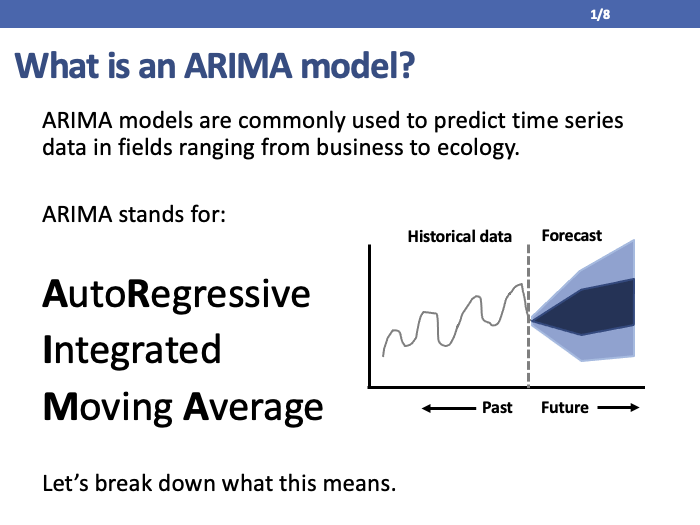 1/8
What is an ARIMA model?
ARIMA models are commonly used to predict time series
data in fields ranging from business to ecology.
ARIMA stands for:
AutoRegressive
Integrated
Moving Average
Historical data
Forecast
Past
Future
Let’s break down what this means.